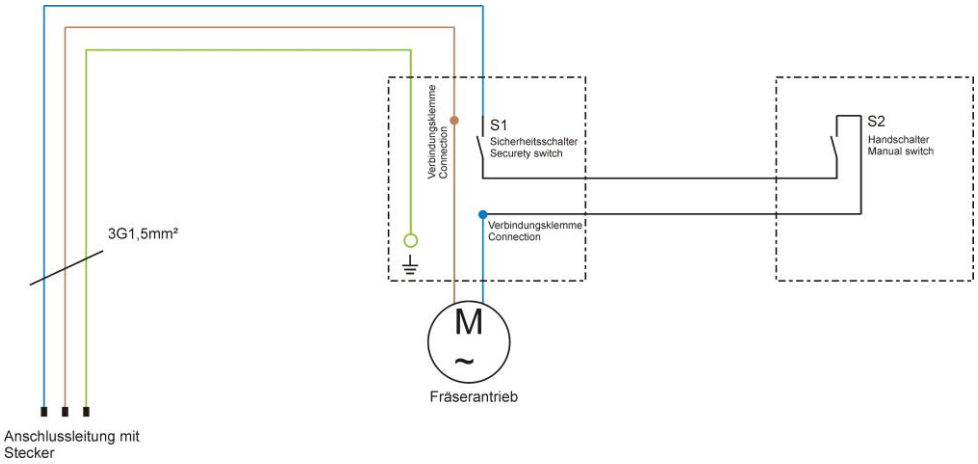 Verbindungsklemme
Connection
S1
Sicherheitsschalter
Securety switch
S2
Handschalter
Manual switch
Verbindungsklemme
Connection
3G1,5mm²
M
~
Fräserantrieb
Anschlussleitung mit
Stecker